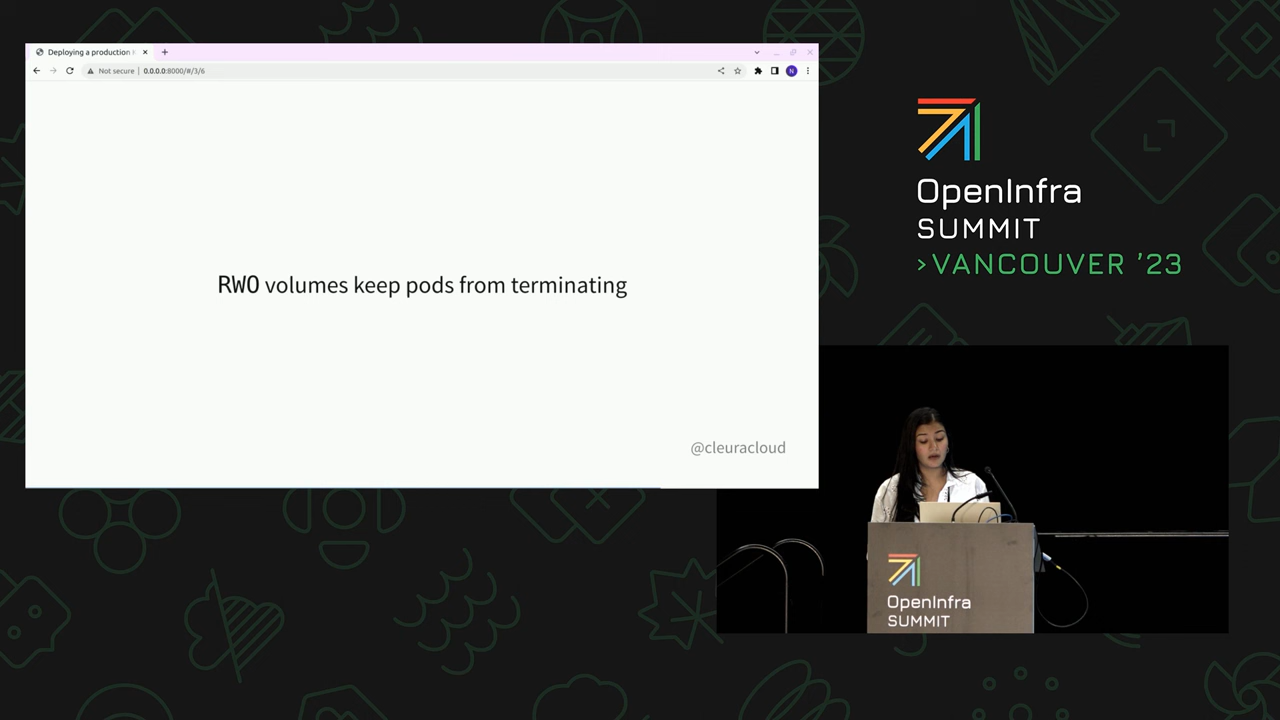 Deploying a production
Not secure
0.0.0.0:8000/#/3/6
N
RWO volumes keep pods from terminating
@cleuracloud
OpenInfra
SUMMIT
>VANCOUVER '23
OpenInfra
SUMMIT